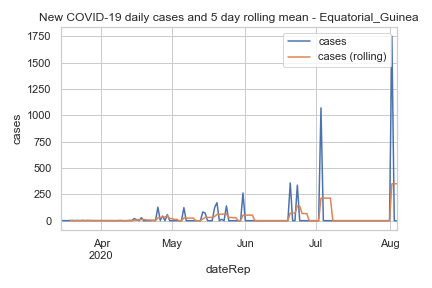 New COVID-19 daily cases and 5 day rolling mean - Equatorial_Guinea
cases
cases (rolling)
1750
1500
1250
1000
750
500
250
0
cases
Apr
2020
May
Jun
Jul
Aug
dateRep